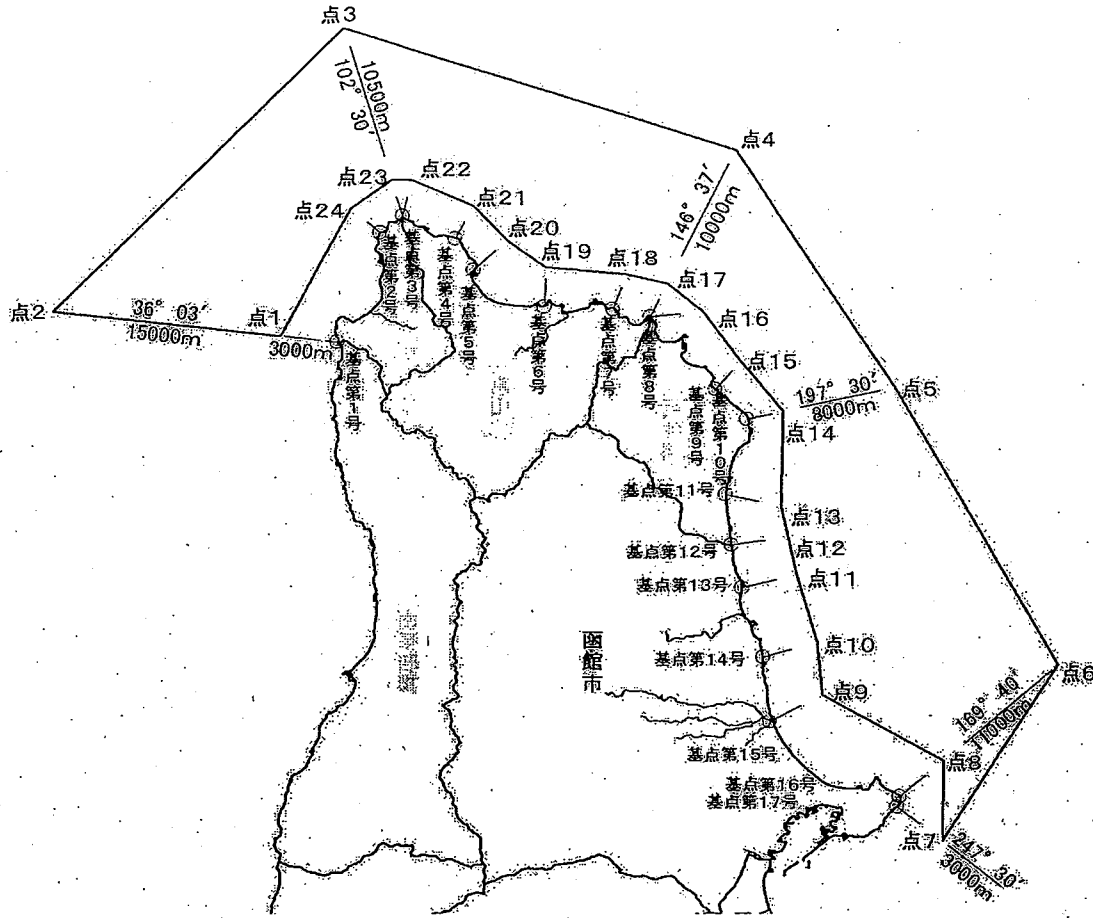 点3
10500m
102° 30′
点4
点22
点23
146° 37′
10000m
点24
点21
点20
点19
点18
点17
基点第2号
基点第3号
基点第4号
基点第5号
点2
36° 03′
15000m
点1
3000m
点16
基点第1号
基点第6号
基点第7号
基点第8号
点15
197° 30′
8000m
点5
基点第9号
基点第10号
点14
基点第11号
点13
基点第12号
点12
基点第13号
点11
函館市
点10
基点第14号
点6
点9
169° 40′
11000m
基点第15号
点8
基点第16号
基点第17号
点7
247° 30′
3000m